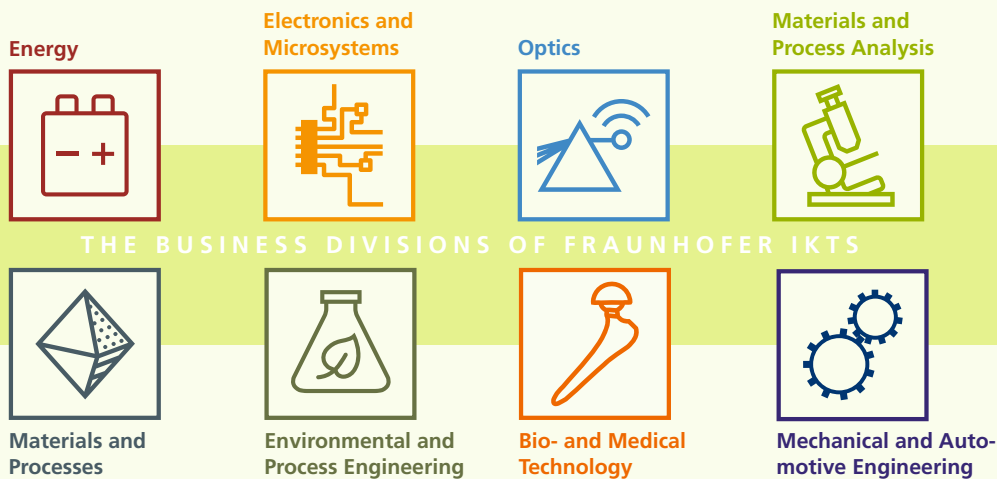 Energy
Electronics and
Microsystems
Optics
Materials and
Process Analysis
THE BUSINESS DIVISIONS OF FRAUNHOFER IKTS
Materials and
Processes
Environmental and
Process Engineering
Bio- and Medical
Technology
Mechanical and Auto-
motive Engineering